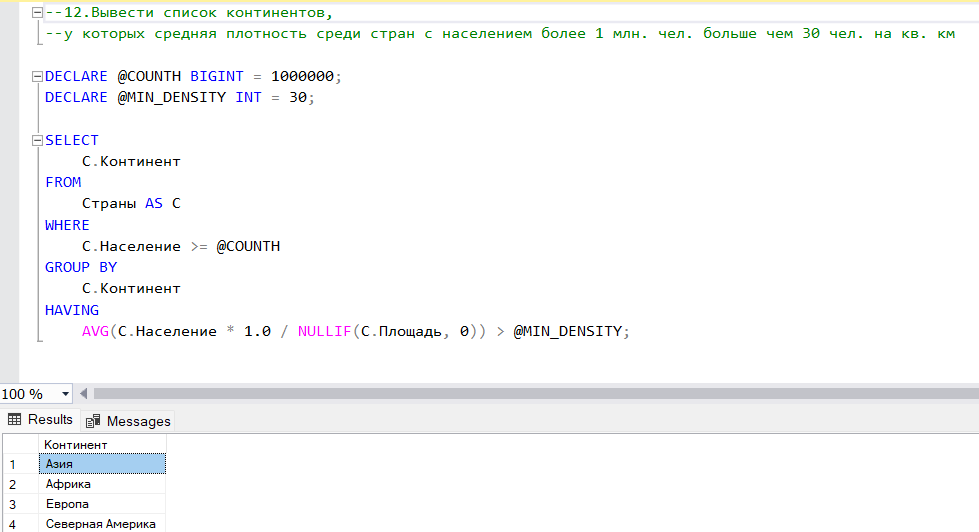 --12.Вывести список континентов,
--у которых средняя плотность среди стран с населением более 1 млн. чел. больше чем 30 чел. на кв. км
DECLARE @COUNTH BIGINT = 1000000;
DECLARE @MIN_DENSITY INT = 30;
SELECT
С.Континент
FROM
Страны AS С
WHERE
С.Население >= @COUNTH
GROUP BY
С.Континент
HAVING
AVG(С.Население * 1.0 / NULLIF(С.Площадь, 0)) > @MIN_DENSITY;
100 %
Results Messages
Континент
1 Азия
2 Африка
3 Европа
4 Северная Америка